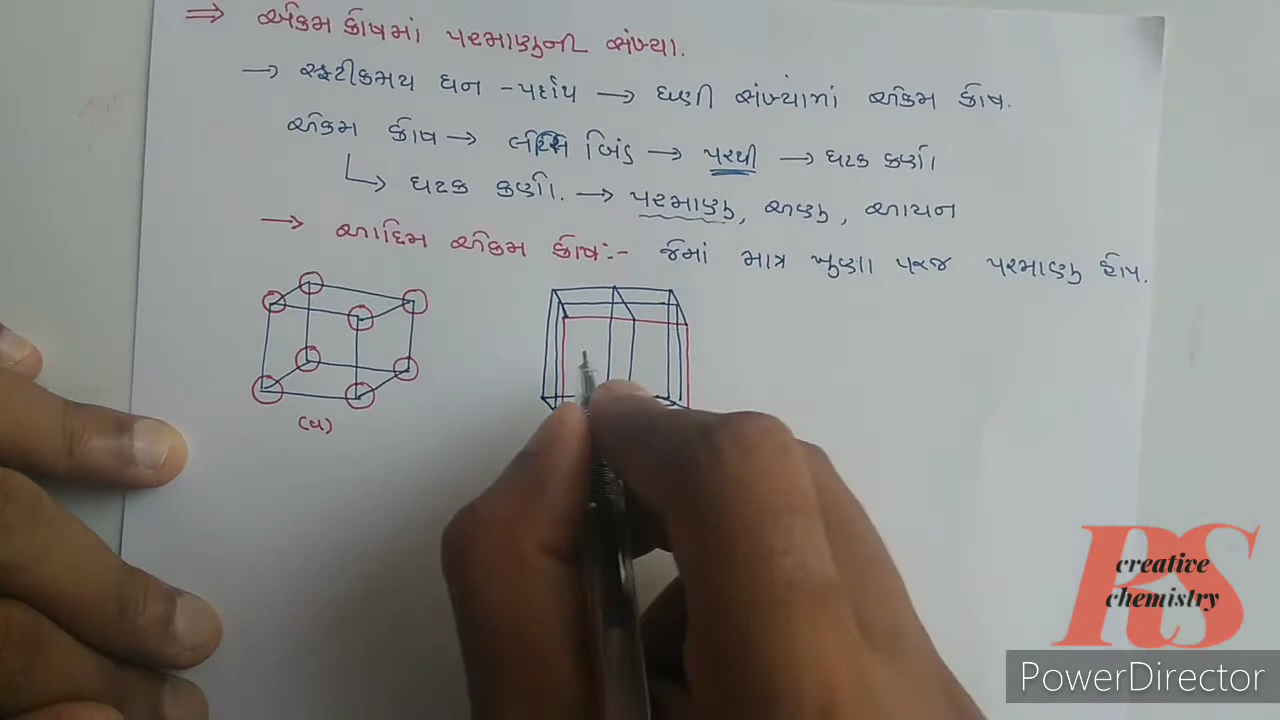 ⇒ એકમ કોષમાં પરમાણુની સંખ્યા.
→ સ્ફટીકમય ઘન - પદાર્થ → ઘણી સંખ્યામાં એકમ કોષ.
એકમ કોષ → લેટિસ બિંદુ → પરથી → ઘટક કણો
↳ ઘટક કણો. → પરમાણુ, અણુ, આયન
→ આદિમ એકમ કોષ :- જેમાં માત્ર ખુણા પરજ પરમાણુ હોય.
(a)
RS
creative
chemistry
PowerDirector